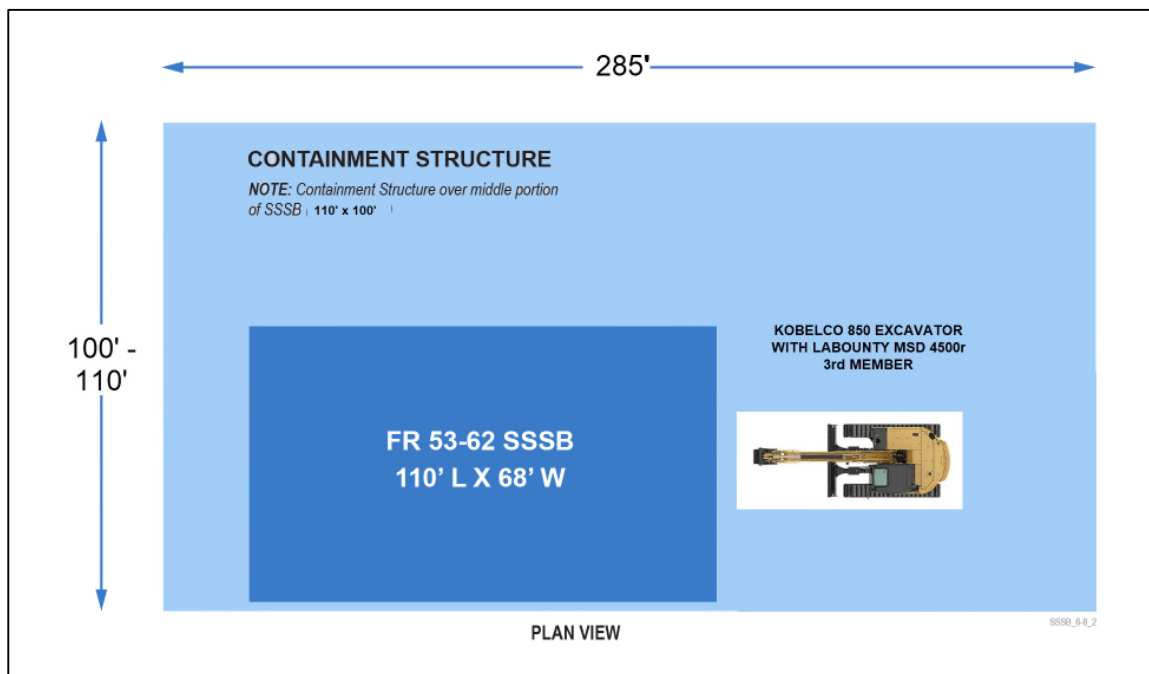 285'
CONTAINMENT STRUCTURE
NOTE: Containment Structure over middle portion
of SSSB 110' x 100'
100' -
110'
KOBELCO 850 EXCAVATOR
WITH LABOUNTY MSD 4500r
3rd MEMBER
FR 53-62 SSSB
110’ L X 68’ W
PLAN VIEW
SSSB_6-8_2